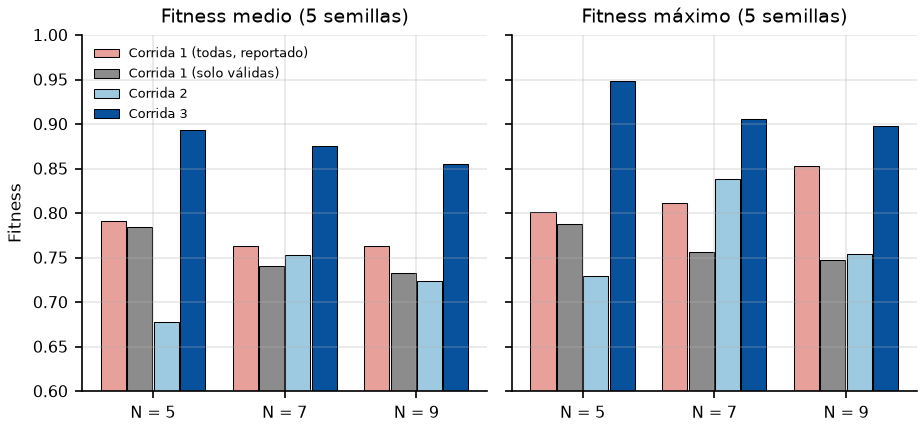 Fitness medio (5 semillas)
Fitness máximo (5 semillas)
Fitness
1.00
0.95
0.90
0.85
0.80
0.75
0.70
0.65
0.60
Corrida 1 (todas, reportado)
Corrida 1 (solo válidas)
Corrida 2
Corrida 3
N = 5
N = 7
N = 9
N = 5
N = 7
N = 9